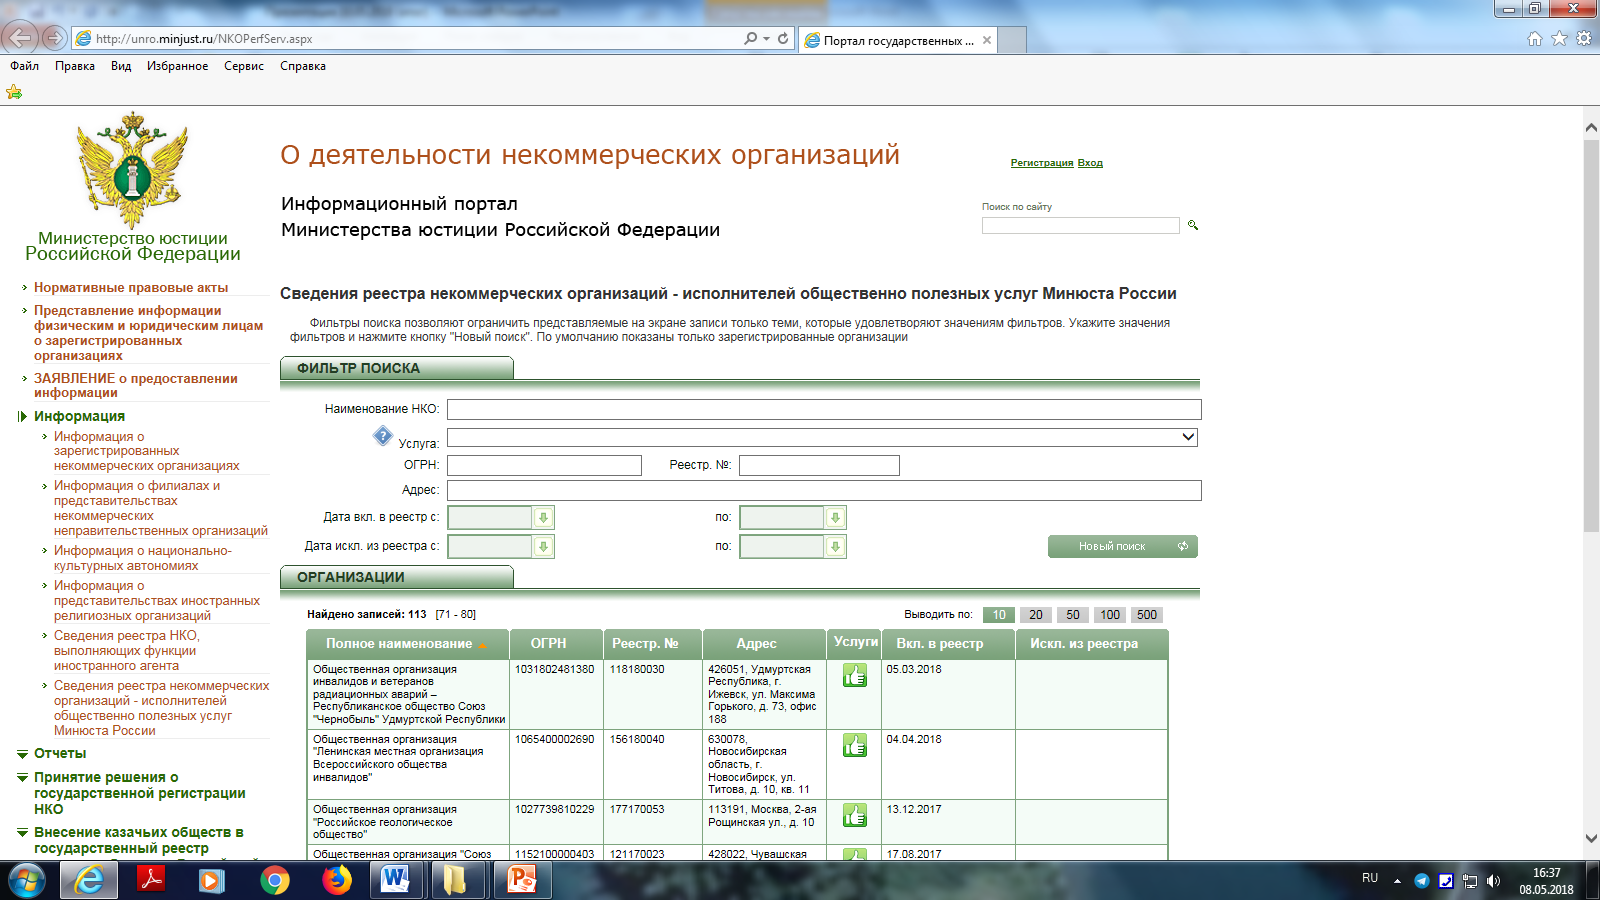 http://unro.minjust.ru/NKOPerfServ.aspx
Портал государственных ...
Файл Правка Вид Избранное Сервис Справка
Министерство юстиции
Российской Федерации
О деятельности некоммерческих организаций
Регистрация Вход
Информационный портал
Министерства юстиции Российской Федерации
Поиск по сайту
Нормативные правовые акты
Представление информации
физическим и юридическим лицам
о зарегистрированных
организациях
ЗАЯВЛЕНИЕ о предоставлении
информации
Информация
Информация о
зарегистрированных
некоммерческих организациях
Информация о филиалах и
представительствах
некоммерческих
неправительственных организаций
Информация о национально-
культурных автономиях
Информация о
представительствах иностранных
религиозных организаций
Сведения реестра НКО,
выполняющих функции
иностранного агента
Сведения реестра некоммерческих
организаций - исполнителей
общественно полезных услуг
Минюста России
Отчеты
Принятие решения о
государственной регистрации
НКО
Внесение казачьих обществ в
государственный реестр
Сведения реестра некоммерческих организаций - исполнителей общественно полезных услуг Минюста России
Фильтры поиска позволяют ограничить представляемые на экране записи только теми, которые удовлетворяют значениям фильтров. Укажите значения
фильтров и нажмите кнопку "Новый поиск". По умолчанию показаны только зарегистрированные организации
ФИЛЬТР ПОИСКА
Наименование НКО:
? Услуга:
ОГРН: Реестр. №:
Адрес:
Дата вкл. в реестр с: по:
Дата искл. из реестра с: по:
Новый поиск
ОРГАНИЗАЦИИ
Найдено записей: 113 [71 - 80]
Выводить по: 10 20 50 100 500
Полное наименование ОГРН Реестр. № Адрес Услуги Вкл. в реестр Искл. из реестра
Общественная организация
инвалидов и ветеранов
радиационных аварий –
Республиканское общество Союз
"Чернобыль" Удмуртской Республики
1031802481380
118180030
426051, Удмуртская
Республика, г.
Ижевск, ул. Максима
Горького, д. 73, офис
188
05.03.2018
Общественная организация
"Ленинская местная организация
Всероссийского общества
инвалидов"
1065400002690
156180040
630078,
Новосибирская
область, г.
Новосибирск, ул.
Титова, д. 10, кв. 11
04.04.2018
Общественная организация
"Российское геологическое
общество"
1027739810229
177170053
113191, Москва, 2-ая
Рощинская ул., д. 10
13.12.2017
Общественная организация "Союз
1152100000403
121170023
428022, Чувашская
17.08.2017
RU
16:37
08.05.2018